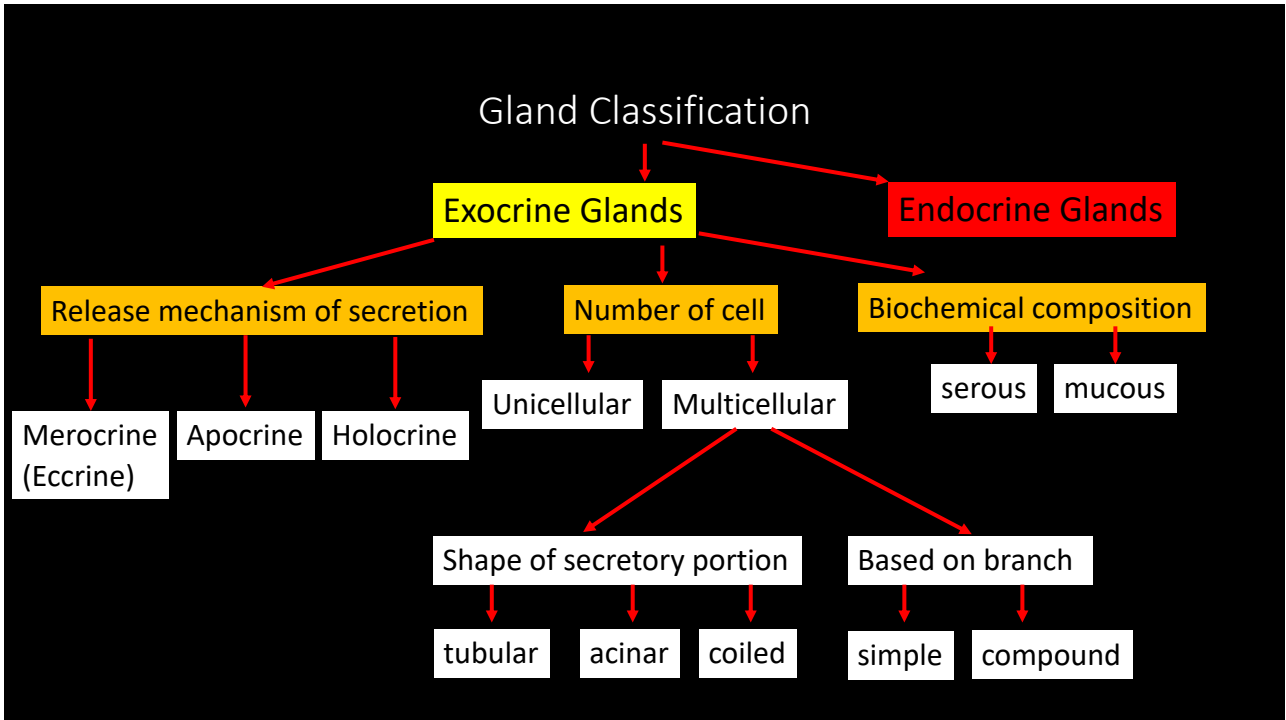 Gland Classification
Exocrine Glands
Endocrine Glands
Release mechanism of secretion
Number of cell
Biochemical composition
Merocrine
(Eccrine)
Apocrine
Holocrine
Unicellular
Multicellular
serous
mucous
Shape of secretory portion
Based on branch
tubular
acinar
coiled
simple
compound